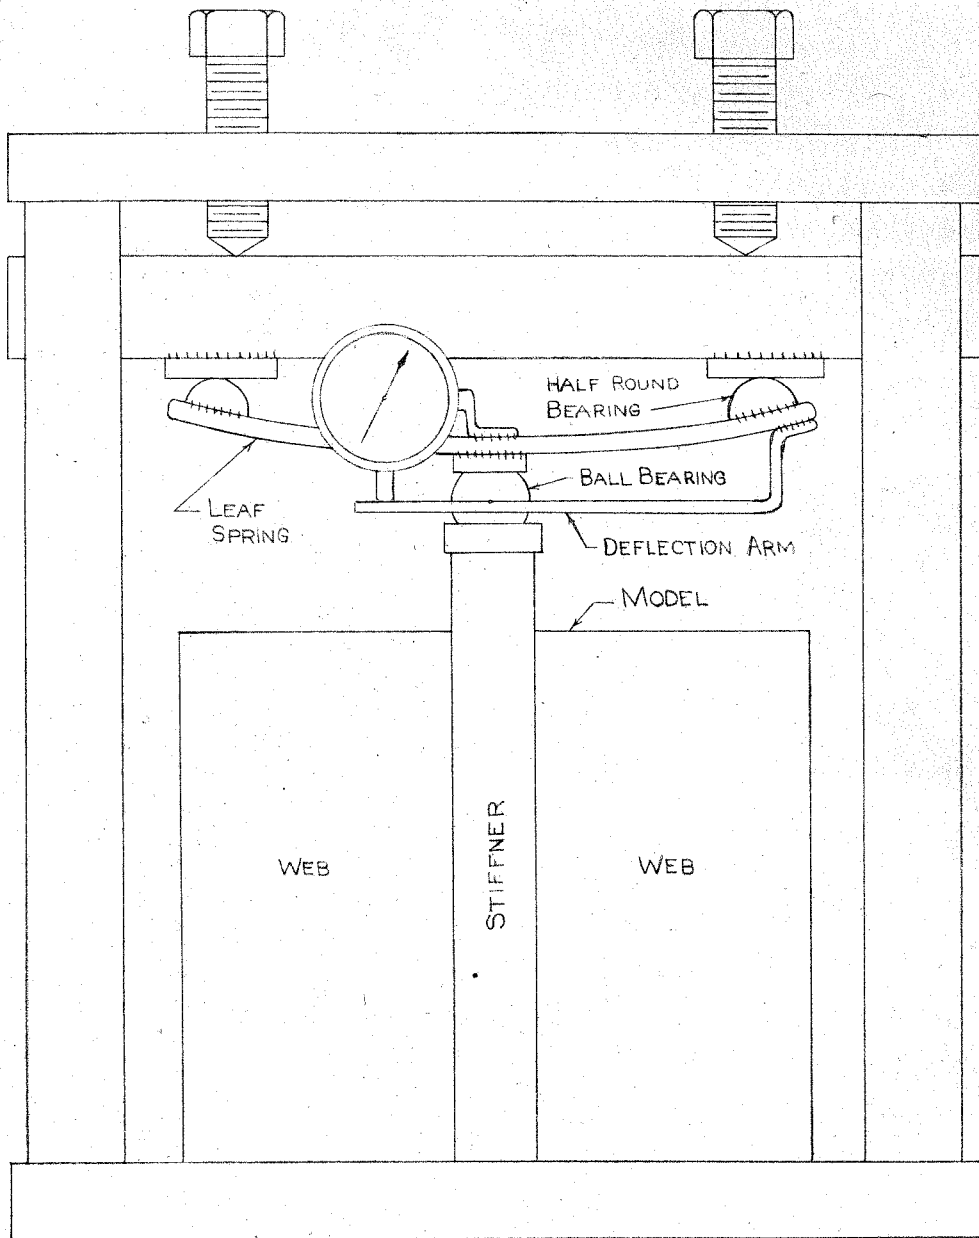 HALF ROUND
BEARING
BALL BEARING
LEAF
SPRING
DEFLECTION ARM
MODEL
WEB
STIFFNER
WEB